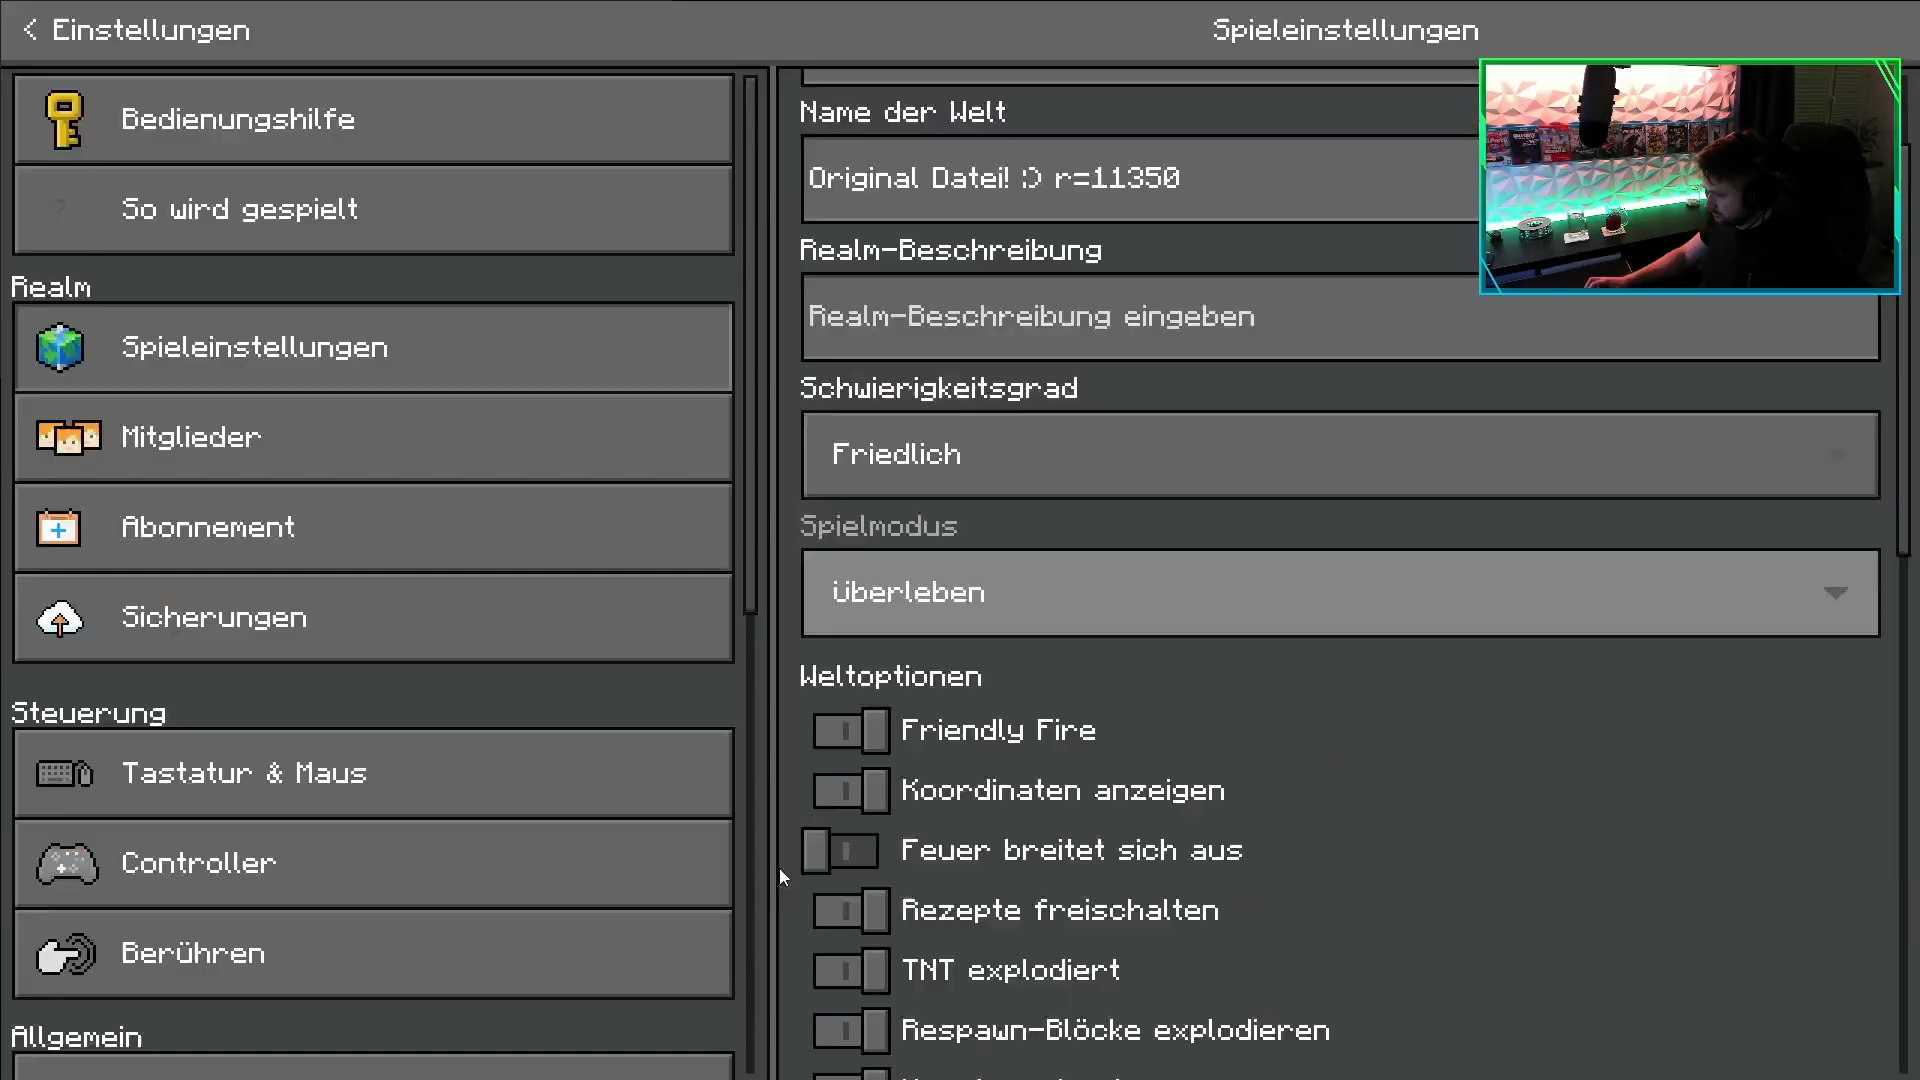 Einstellungen
Spieleinstellungen
Bedienungshilfe
So wird gespielt
Realm
Spieleinstellungen
Mitglieder
Abonnement
Sicherungen
Steuerung
Tastatur & Maus
Controller
Berühren
Allgemein
Name der Welt
Original Datei! :) r=11350
Realm-Beschreibung
Realm-Beschreibung eingeben
Schwierigkeitsgrad
Friedlich
Spielmodus
Überleben
Weltoptionen
Friendly Fire
Koordinaten anzeigen
Feuer breitet sich aus
Rezepte freischalten
TNT explodiert
Respawn-Blöcke explodieren